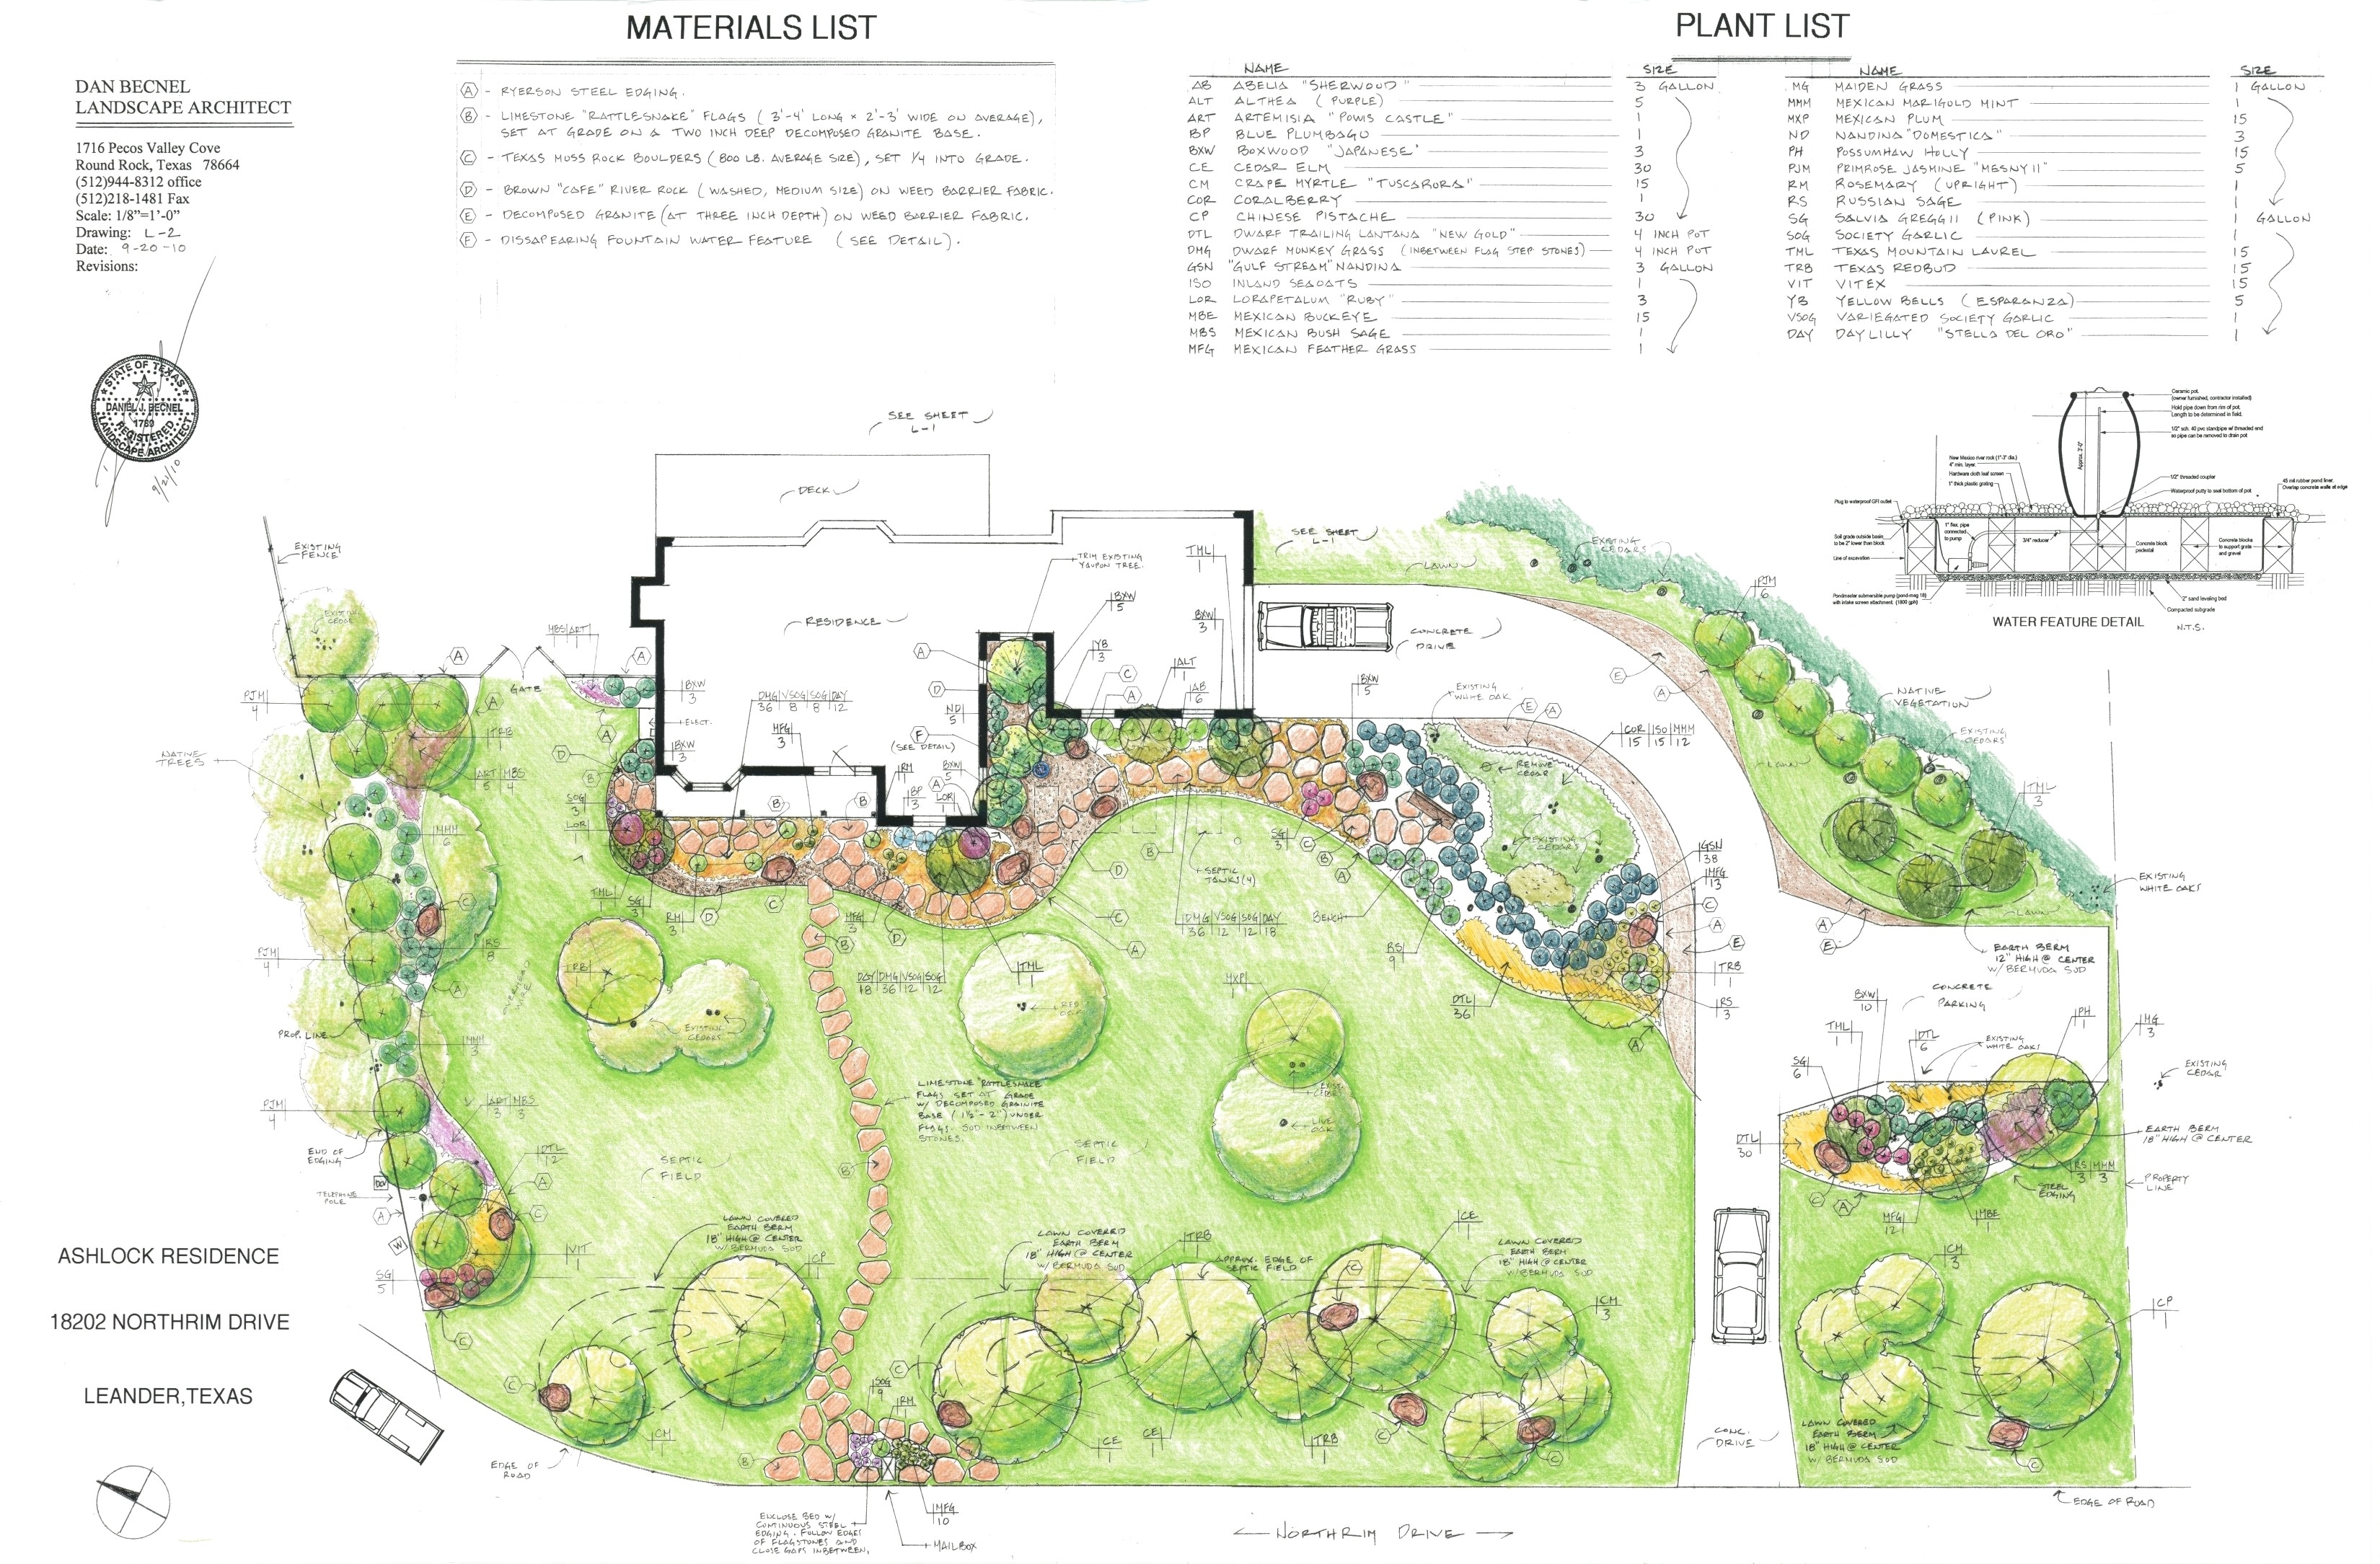 MATERIALS LIST
PLANT LIST
DAN BECNEL
LANDSCAPE ARCHITECT
1716 Pecos Valley Cove
Round Rock, Texas 78664
(512)944-8312 office
(512)218-1481 Fax
Scale: 1/8"=1'-0"
Drawing: L-2
Date: 9-20-10
Revisions:
STATE OF TEXAS
DANIEL J. BECNEL
1780
REGISTERED
LANDSCAPE ARCHITECT
9/21/10
A - RYERSON STEEL EDGING.
B - LIMESTONE "RATTLESNAKE" FLAGS (3'-4' LONG x 2'-3' WIDE ON AVERAGE),
SET AT GRADE ON A TWO INCH DEEP DECOMPOSED GRANITE BASE.
C - TEXAS MOSS ROCK BOULDERS (800 LB. AVERAGE SIZE), SET 1/4 INTO GRADE.
D - BROWN "CAFE" RIVER ROCK (WASHED, MEDIUM SIZE) ON WEED BARRIER FABRIC.
E - DECOMPOSED GRANITE (AT THREE INCH DEPTH) ON WEED BARRIER FABRIC.
F - DISSAPEARING FOUNTAIN WATER FEATURE (SEE DETAIL).
NAME SIZE
AB ABELIA "SHERWOOD" 3 GALLON
ALT ALTHEA (PURPLE) 5
ART ARTEMISIA "POWIS CASTLE" 1
BP BLUE PLUMBAGO 1
BXW BOXWOOD "JAPANESE" 3
CE CEDAR ELM 30
CM CRAPE MYRTLE "TUSCARORA" 15
COR CORALBERRY 1
CP CHINESE PISTACHE 30
DTL DWARF TRAILING LANTANA "NEW GOLD" 4 INCH POT
DMG DWARF MONKEY GRASS (INBETWEEN FLAG STEP STONES) 4 INCH POT
GSN "GULF STREAM" NANDINA 3 GALLON
ISO INLAND SEAOATS 1
LOR LORAPETALUM "RUBY" 3
MBE MEXICAN BUCKEYE 15
MBS MEXICAN BUSH SAGE 1
MFG MEXICAN FEATHER GRASS 1
NAME SIZE
MG MAIDEN GRASS 1 GALLON
MMM MEXICAN MARIGOLD MINT 1
MXP MEXICAN PLUM 15
ND NANDINA "DOMESTICA" 3
PH POSSUMHAW HOLLY 15
PJM PRIMROSE JASMINE "MESNYII" 5
RM ROSEMARY (UPRIGHT) 1
RS RUSSIAN SAGE 1
SG SALVIA GREGGII (PINK) 1 GALLON
SOG SOCIETY GARLIC 1
TML TEXAS MOUNTAIN LAUREL 15
TRB TEXAS REDBUD 15
VIT VITEX 15
YB YELLOW BELLS (ESPARANZA) 5
VSOG VARIEGATED SOCIETY GARLIC 1
DAY DAYLILLY "STELLA DEL ORO" 1
Ceramic pot.
(owner furnished, contractor installed)
Hold pipe down from rim of pot.
Length to be determined in field.
1/2" sch. 40 pvc standpipe w/ threaded end
so pipe can be removed to drain pot
Approx. 3'-0"
New Mexico river rock (1"-3" dia.)
4" min. layer.
Hardware cloth leaf screen
1" thick plastic grating
1/2" threaded coupler
Waterproof putty to seal bottom of pot
45 mil rubber pond liner.
Overlap concrete walls at edge
Plug to waterproof GFI outlet
1" flex. pipe
connected
to pump
3/4" reducer
Concrete block
pedestal
Concrete blocks
to support grate
and gravel
Soil grade outside basin
to be 2" lower than block.
Line of excavation
Pondmaster submersible pump (pond-mag 18)
with intake screen attachment. (1800 gph)
2" sand leveling bed
Compacted subgrade
WATER FEATURE DETAIL
N.T.S.
SEE SHEET
L-1
DECK
RESIDENCE
EXISTING
FENCE
EXISTING
CEDAR
MBS|ART
GATE
ELECT.
TRIM EXISTING
YAUPON TREE.
TML
1
BXW
5
BXW
3
YB
3
ALT
1
AB
6
SEE SHEET
L-1
LAWN
EXISTING
CEDARS
PJM
6
CONCRETE
DRIVE
NATIVE
VEGETATION
EXISTING
CEDARS
LAWN
TML
3
EXISTING
WHITE OAKS
LAWN
EARTH BERM
12" HIGH @ CENTER
W/ BERMUDA SOD
PJM
4
NATIVE
TREES
TRB
1
ART|MBS
5|4
BXW
3
BXW
3
DMG|VSOG|SOG|DAY
36|8|8|12
MFG
3
ND
5
F
(SEE DETAIL)
BXW
5
RM
1
BP
3
LOR
1
SOG
3
LOR
1
BXW
5
EXISTING
WHITE OAK
REMOVE
CEDAR
COR|ISO|MMM
15|15|12
EXISTING
CEDARS
SG
3
SEPTIC
TANKS (4)
BENCH
GSN
38
MFG
13
TML
1
SG
3
RM
3
MFG
3
DMG|VSOG|SOG|DAY
36|12|12|18
DAY|DMG|VSOG|SOG
18|36|12|12
TML
1
RS
9
DTL
36
TRB
1
RS
3
MMM
6
RS
8
PJM
4
OVERHEAD
WIRE
PROP. LINE
MMM
3
PJM
4
ART|MBS
3|3
END OF
EDGING
DTL
12
TELEPHONE
POLE
W
VIT
1
SG
5
TRB
1
EXISTING
CEDARS
RED
OAK
MXP
1
EXIST.
CEDARS
LIVE
OAK
LIMESTONE "RATTLESNAKE"
FLAGS SET AT GRADE
W/ DECOMPOSED GRAINITE
BASE (1 1/2"-2") UNDER
FLAGS. SOD INBETWEEN
STONES.
SEPTIC
FIELD
SEPTIC
FIELD
CONCRETE
PARKING
BXW
10
TML
1
DTL
6
EXISTING
WHITE OAKS
PH
1
MG
3
SG
6
EXISTING
CEDAR
DTL
30
EARTH BERM
18" HIGH @ CENTER
RS|MMM
3|3
STEEL
EDGING
PROPERTY
LINE
MFG
12
MBE
1
LAWN COVERED
EARTH BERM
18" HIGH @ CENTER
W/ BERMUDA SOD
CP
1
LAWN COVERED
EARTH BERM
18" HIGH @ CENTER
W/ BERMUDA SOD
TRB
1
APPROX. EDGE OF
SEPTIC FIELD
CE
1
LAWN COVERED
EARTH BERM
18" HIGH @ CENTER
W/ BERMUDA SOD
CM
3
CM
3
CP
1
ASHLOCK RESIDENCE
18202 NORTHRIM DRIVE
LEANDER,TEXAS
CM
1
SOG
9
RM
1
CE
1
CE
1
TRB
1
CONC.
DRIVE
LAWN COVERED
EARTH BERM
18" HIGH @ CENTER
W/ BERMUDA SOD
EDGE OF
ROAD
EDGE OF ROAD
ENCLOSE BED W/
CONTINUOUS STEEL
EDGING. FOLLOW EDGES
OF FLAGSTONES AND
CLOSE GAPS INBETWEEN.
MFG
10
MAILBOX
NORTHRIM DRIVE